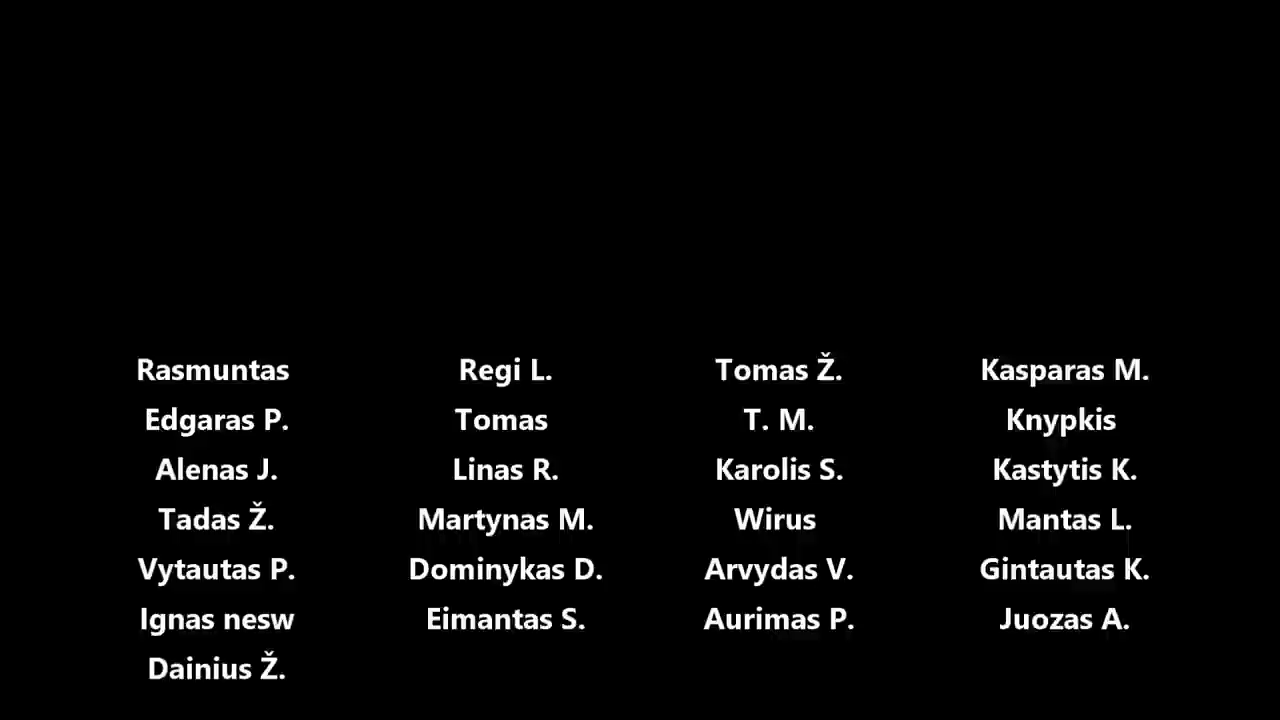 Rasmuntas Regi L. Tomas Ž. Kasparas M.
Edgaras P. Tomas T. M. Knypkis
Alenas J. Linas R. Karolis S. Kastytis K.
Tadas Ž. Martynas M. Wirus Mantas L.
Vytautas P. Dominykas D. Arvydas V. Gintautas K.
Ignas nesw Eimantas S. Aurimas P. Juozas A.
Dainius Ž.